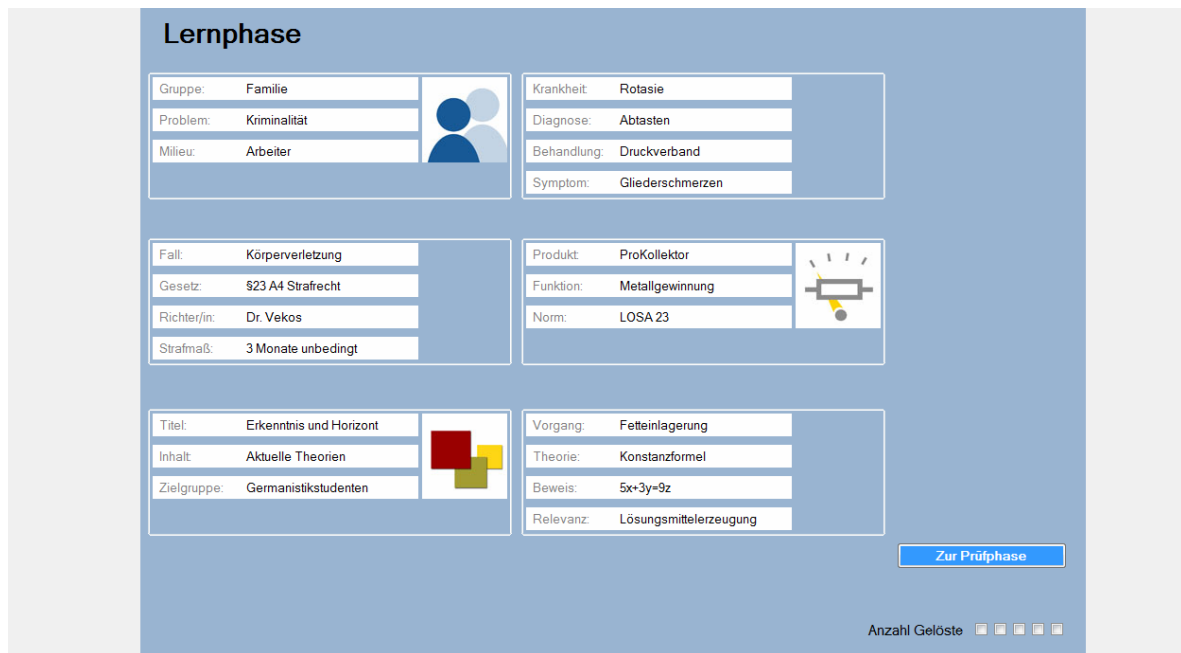 Lernphase
Gruppe: Familie
Problem: Kriminalität
Milieu: Arbeiter
Krankheit: Rotasie
Diagnose: Abtasten
Behandlung: Druckverband
Symptom: Gliederschmerzen
Fall: Körperverletzung
Gesetz: §23 A4 Strafrecht
Richter/in: Dr. Vekos
Strafmaß: 3 Monate unbedingt
Produkt: ProKollektor
Funktion: Metallgewinnung
Norm: LOSA 23
Titel: Erkenntnis und Horizont
Inhalt: Aktuelle Theorien
Zielgruppe: Germanistikstudenten
Vorgang: Fetteinlagerung
Theorie: Konstanzformel
Beweis: 5x+3y=9z
Relevanz: Lösungsmittelerzeugung
Zur Prüfphase
Anzahl Gelöste